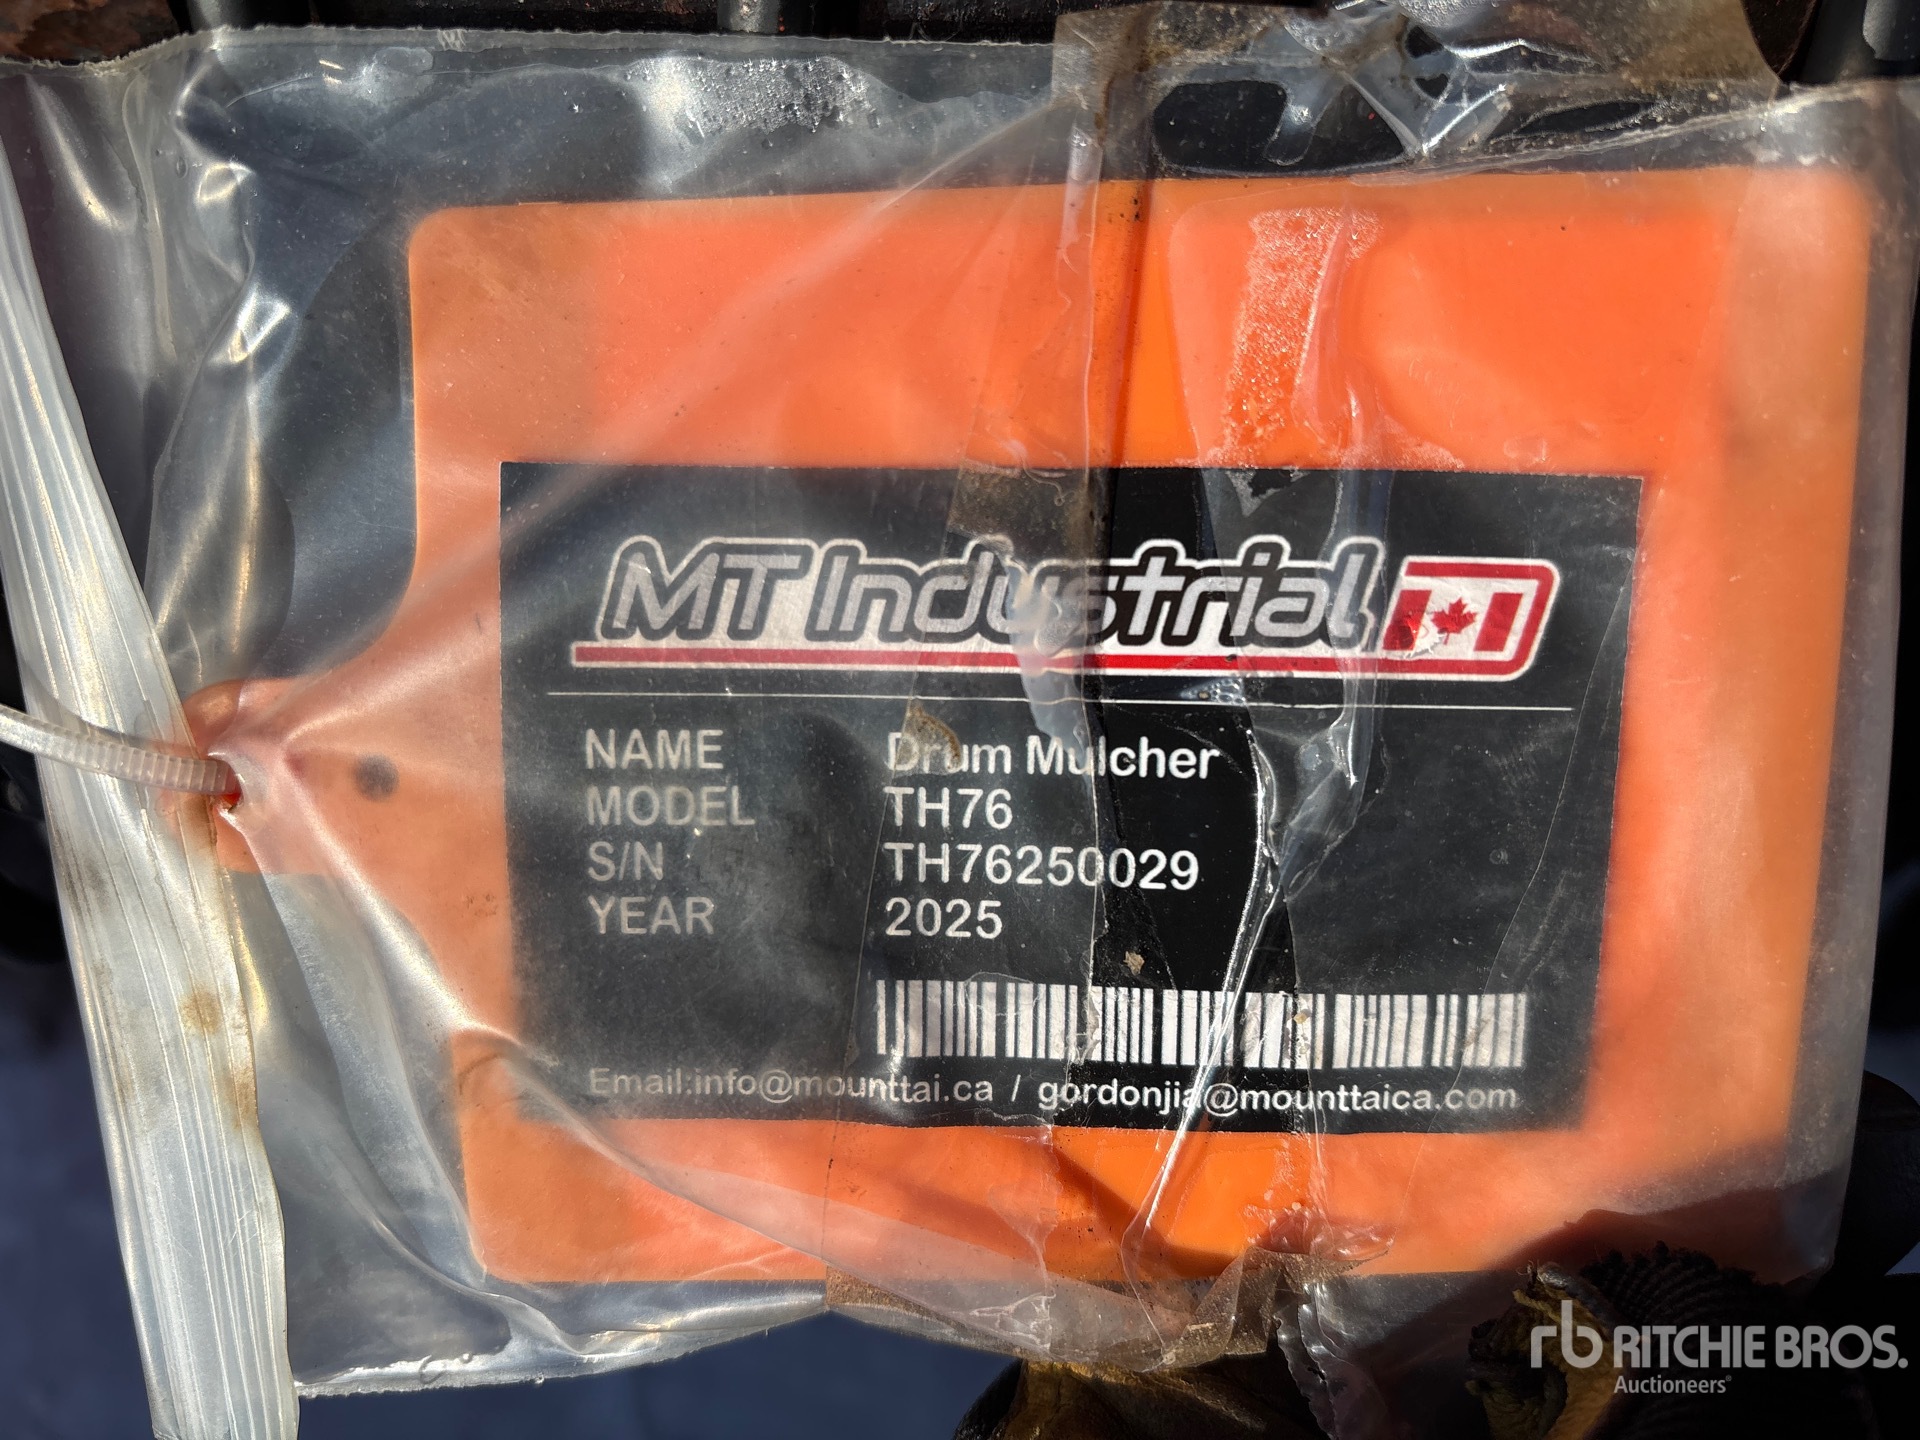 MT Industrial
NAME Drum Mulcher
MODEL TH76
S/N TH76250029
YEAR 2025
Email:info@mounttai.ca / gordonjia@mounttaica.com
rb RITCHIE BROS.
Auctioneers®